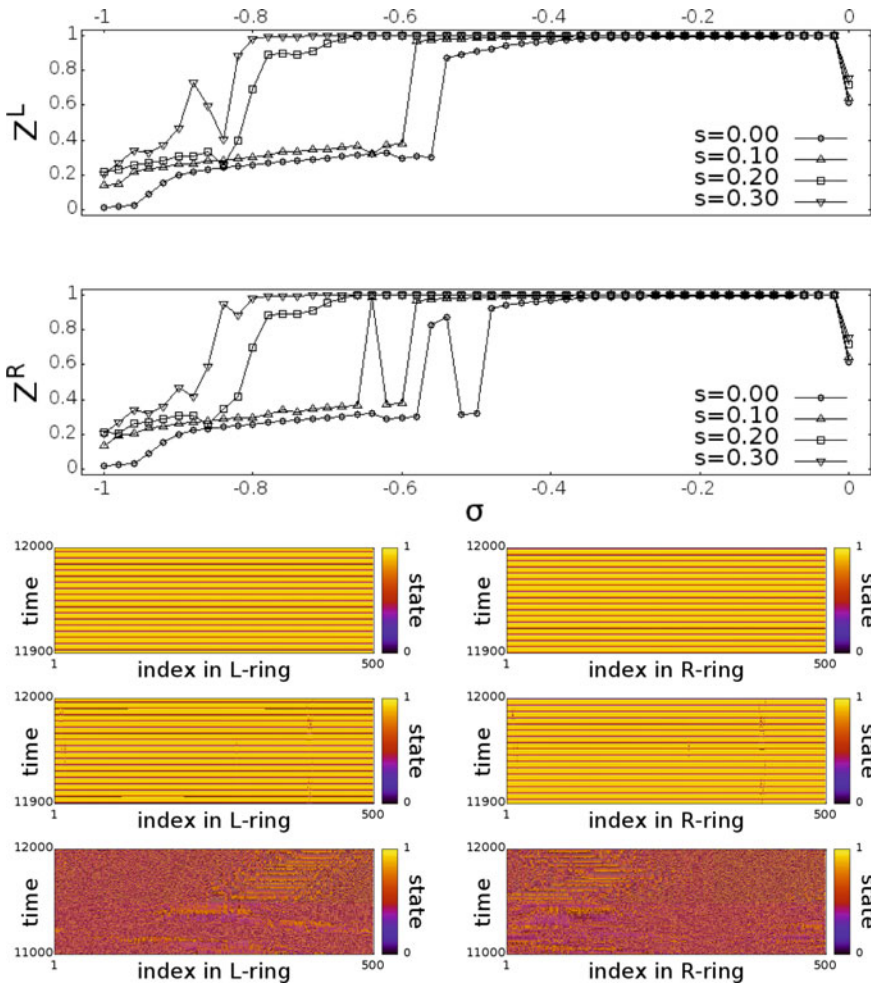 -1 -0.8 -0.6 -0.4 -0.2 0
1
0.8
0.6
0.4
0.2
0
Z^L
s=0.00
s=0.10
s=0.20
s=0.30
1
0.8
0.6
0.4
0.2
0
Z^R
s=0.00
s=0.10
s=0.20
s=0.30
-1 -0.8 -0.6 -0.4 -0.2 0
σ
12000 1 12000 1
time state time state
11900 0 11900 0
1 500 1 500
index in L-ring index in R-ring
12000 1 12000 1
time state time state
11900 0 11900 0
1 500 1 500
index in L-ring index in R-ring
12000 1 12000 1
time state time state
11000 0 11000 0
1 500 1 500
index in L-ring index in R-ring